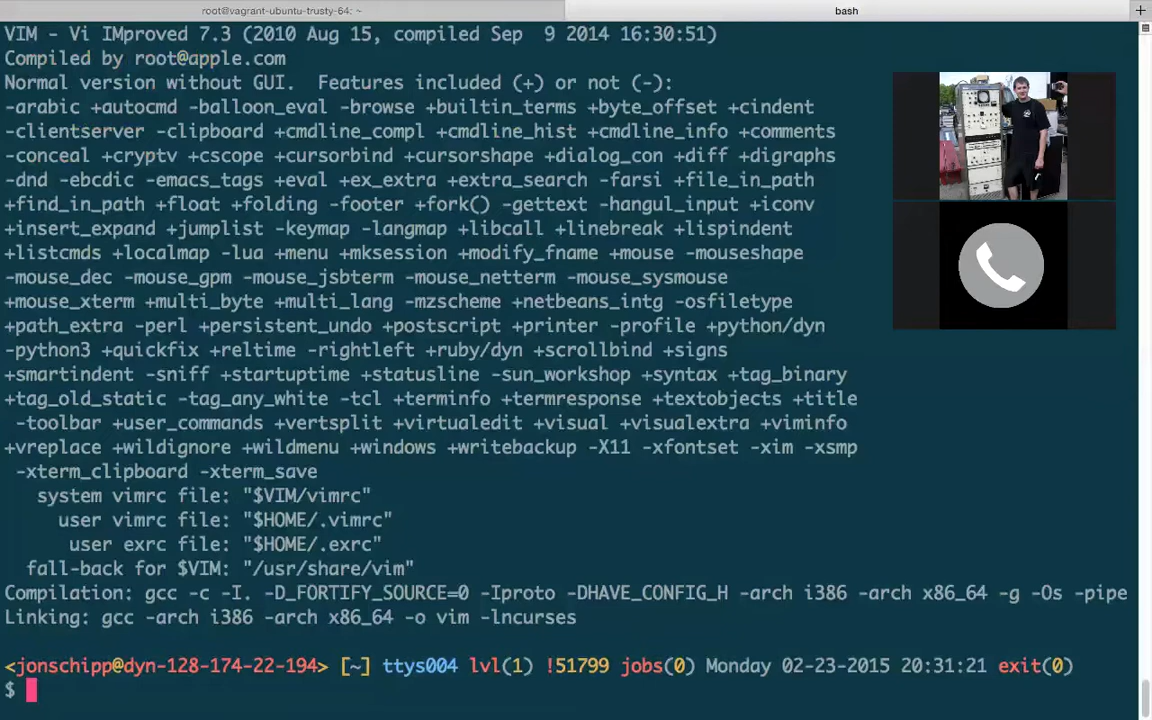 root@vagrant-ubuntu-trusty-64: ~
bash
VIM - Vi IMproved 7.3 (2010 Aug 15, compiled Sep  9 2014 16:30:51)
Compiled by root@apple.com
Normal version without GUI.  Features included (+) or not (-):
-arabic +autocmd -balloon_eval -browse +builtin_terms +byte_offset +cindent
-clientserver -clipboard +cmdline_compl +cmdline_hist +cmdline_info +comments
-conceal +cryptv +cscope +cursorbind +cursorshape +dialog_con +diff +digraphs
-dnd -ebcdic -emacs_tags +eval +ex_extra +extra_search -farsi +file_in_path
+find_in_path +float +folding -footer +fork() -gettext -hangul_input +iconv
+insert_expand +jumplist -keymap -langmap +libcall +linebreak +lispindent
+listcmds +localmap -lua +menu +mksession +modify_fname +mouse -mouseshape
-mouse_dec -mouse_gpm -mouse_jsbterm -mouse_netterm -mouse_sysmouse
+mouse_xterm +multi_byte +multi_lang -mzscheme +netbeans_intg -osfiletype
+path_extra -perl +persistent_undo +postscript +printer -profile +python/dyn
-python3 +quickfix +reltime -rightleft +ruby/dyn +scrollbind +signs
+smartindent -sniff +startuptime +statusline -sun_workshop +syntax +tag_binary
+tag_old_static -tag_any_white -tcl +terminfo +termresponse +textobjects +title
-toolbar +user_commands +vertsplit +virtualedit +visual +visualextra +viminfo
+vreplace +wildignore +wildmenu +windows +writebackup -X11 -xfontset -xim -xsmp
-xterm_clipboard -xterm_save
system vimrc file: "$VIM/vimrc"
user vimrc file: "$HOME/.vimrc"
user exrc file: "$HOME/.exrc"
fall-back for $VIM: "/usr/share/vim"
Compilation: gcc -c -I. -D_FORTIFY_SOURCE=0 -Iproto -DHAVE_CONFIG_H -arch i386 -arch x86_64 -g -Os -pipe
Linking: gcc -arch i386 -arch x86_64 -o vim -lncurses
<jonschipp@dyn-128-174-22-194> [~] ttys004 lvl(1) !51799 jobs(0) Monday 02-23-2015 20:31:21 exit(0)
$